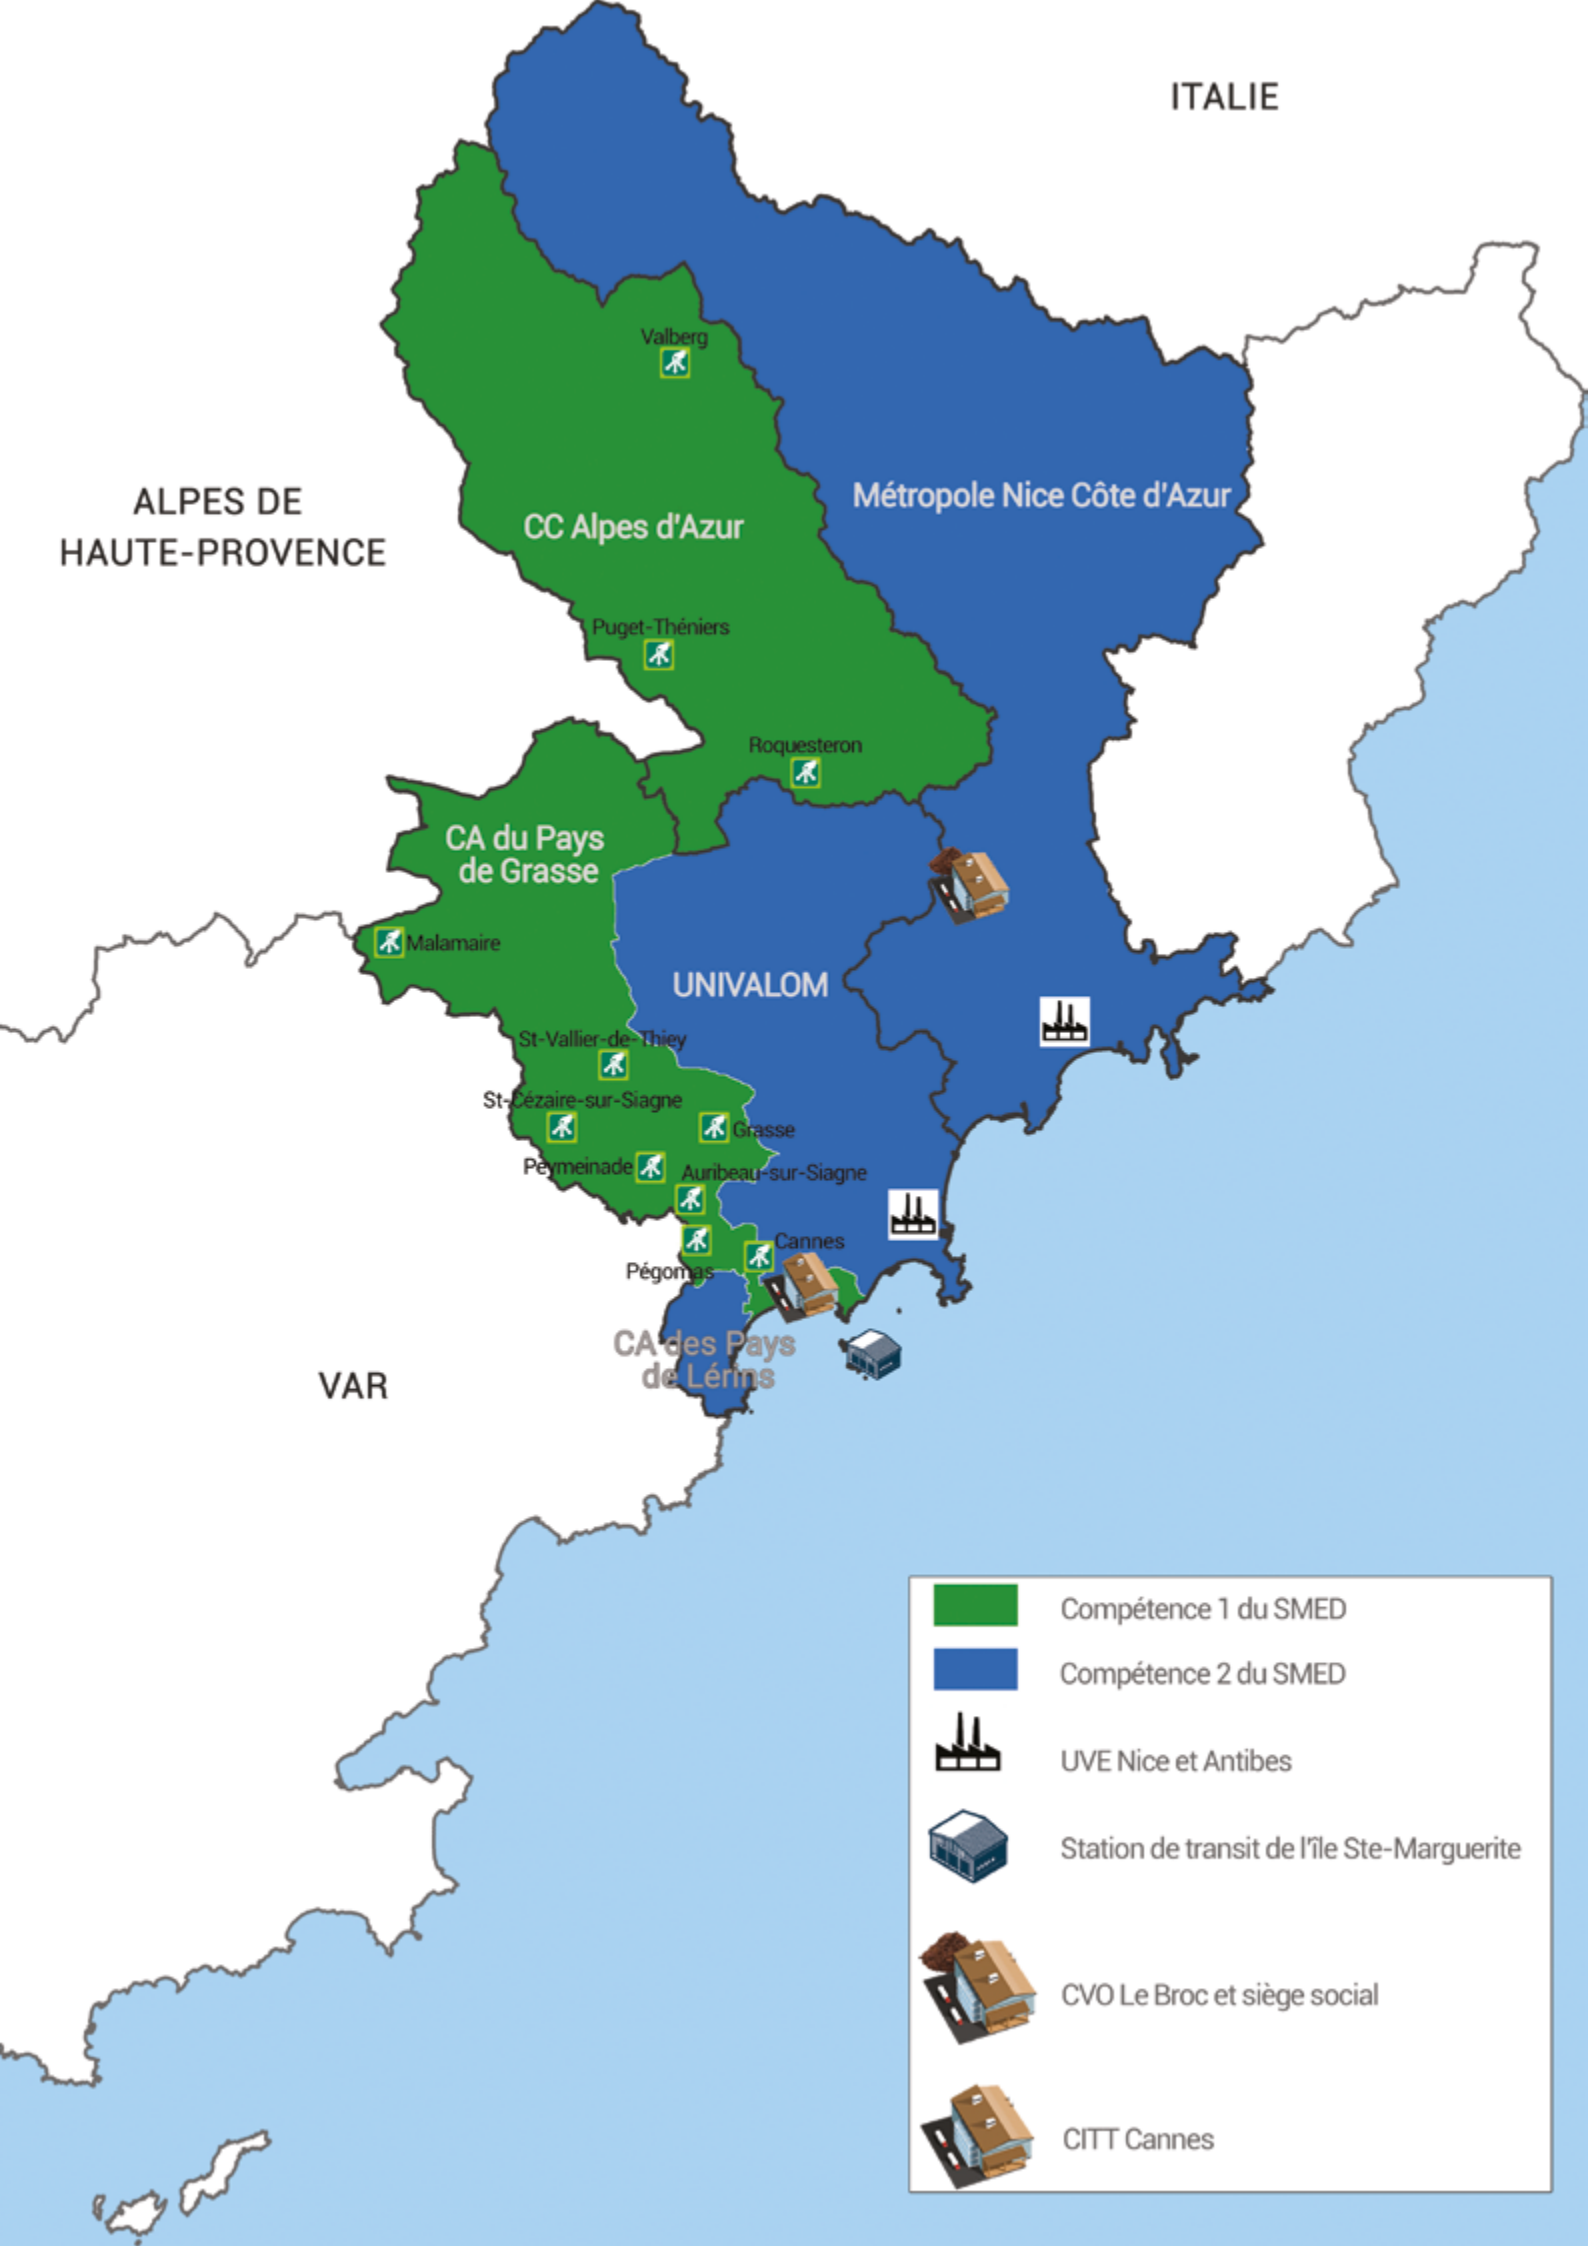 ITALIE
Valberg
ALPES DE
HAUTE-PROVENCE
CC Alpes d'Azur
Métropole Nice Côte d'Azur
Puget-Théniers
Roquesteron
CA du Pays
de Grasse
Malamaire
UNIVALOM
St-Vallier-de-Thiey
St-Cézaire-sur-Siagne
Grasse
Peymeinade
Auribeau-sur-Siagne
Cannes
Pégomas
CA des Pays
de Lérins
VAR
Compétence 1 du SMED
Compétence 2 du SMED
UVE Nice et Antibes
Station de transit de l'île Ste-Marguerite
CVO Le Broc et siège social
CITT Cannes